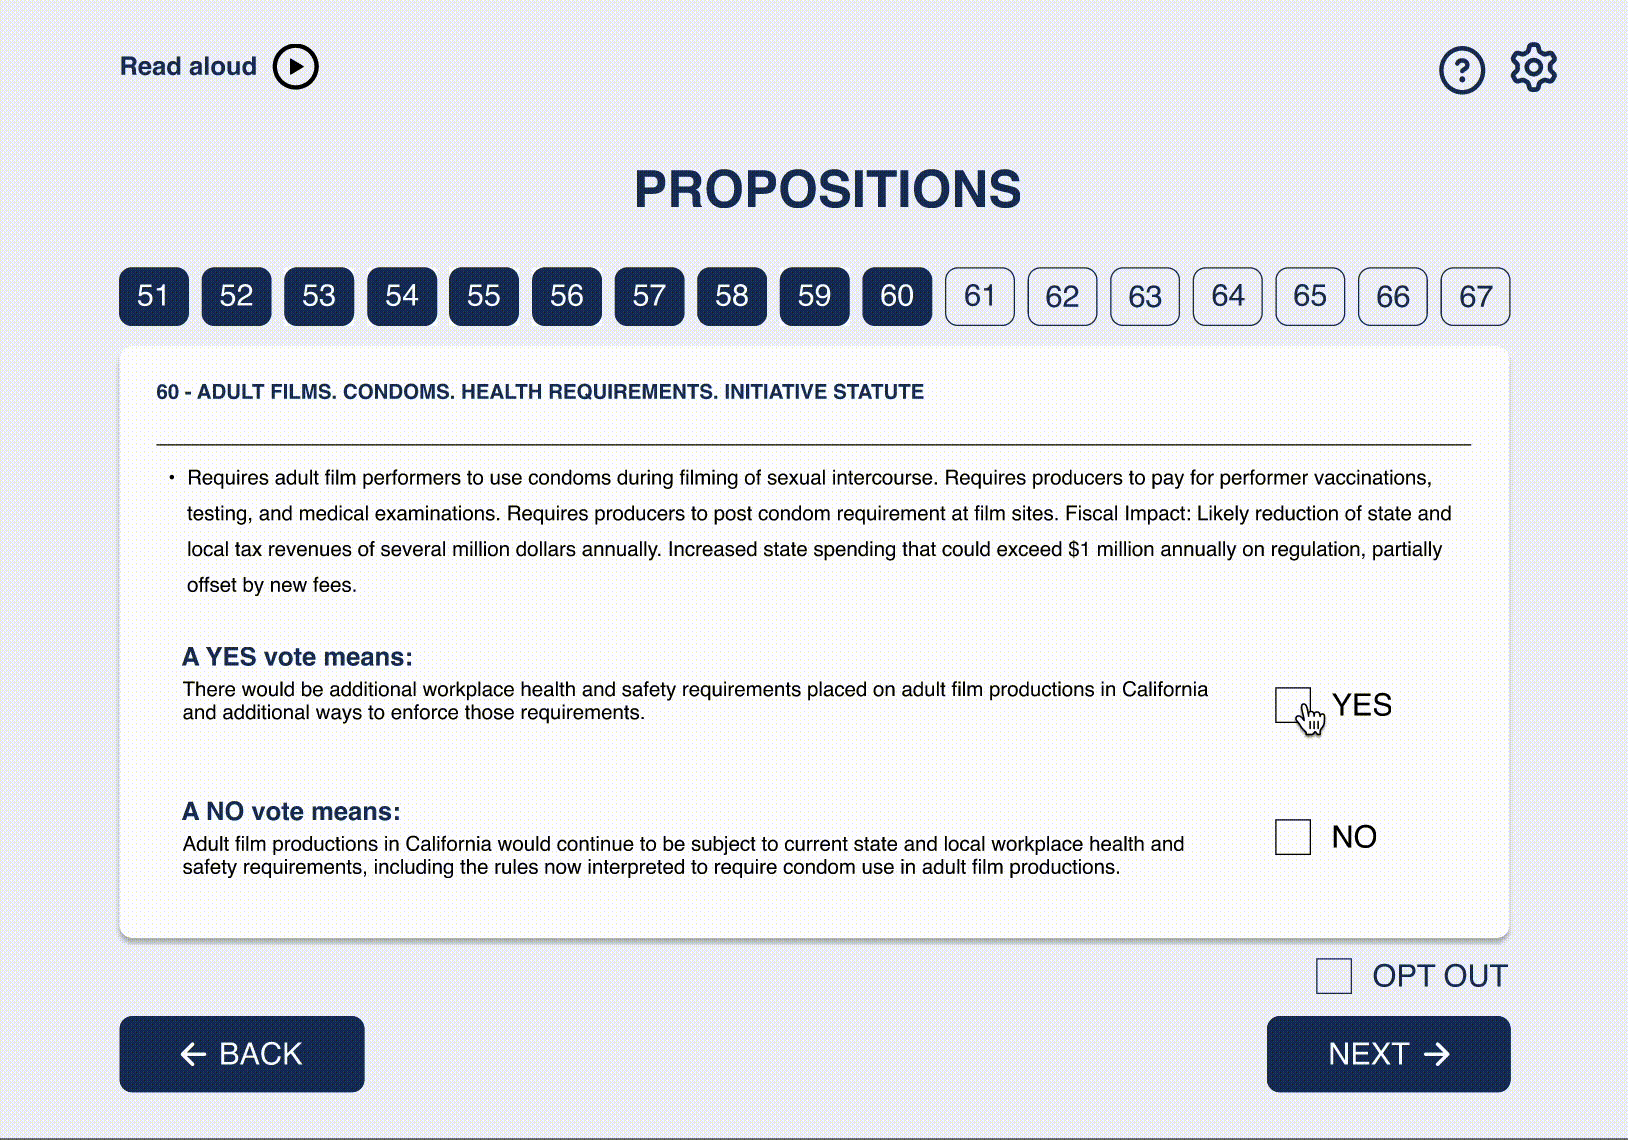 Read aloud
?
PROPOSITIONS
51 52 53 54 55 56 57 58 59 60 61 62 63 64 65 66 67
60 - ADULT FILMS. CONDOMS. HEALTH REQUIREMENTS. INITIATIVE STATUTE
• Requires adult film performers to use condoms during filming of sexual intercourse. Requires producers to pay for performer vaccinations,
testing, and medical examinations. Requires producers to post condom requirement at film sites. Fiscal Impact: Likely reduction of state and
local tax revenues of several million dollars annually. Increased state spending that could exceed $1 million annually on regulation, partially
offset by new fees.
A YES vote means:
There would be additional workplace health and safety requirements placed on adult film productions in California
and additional ways to enforce those requirements.
YES
A NO vote means:
Adult film productions in California would continue to be subject to current state and local workplace health and
safety requirements, including the rules now interpreted to require condom use in adult film productions.
NO
OPT OUT
← BACK
NEXT →